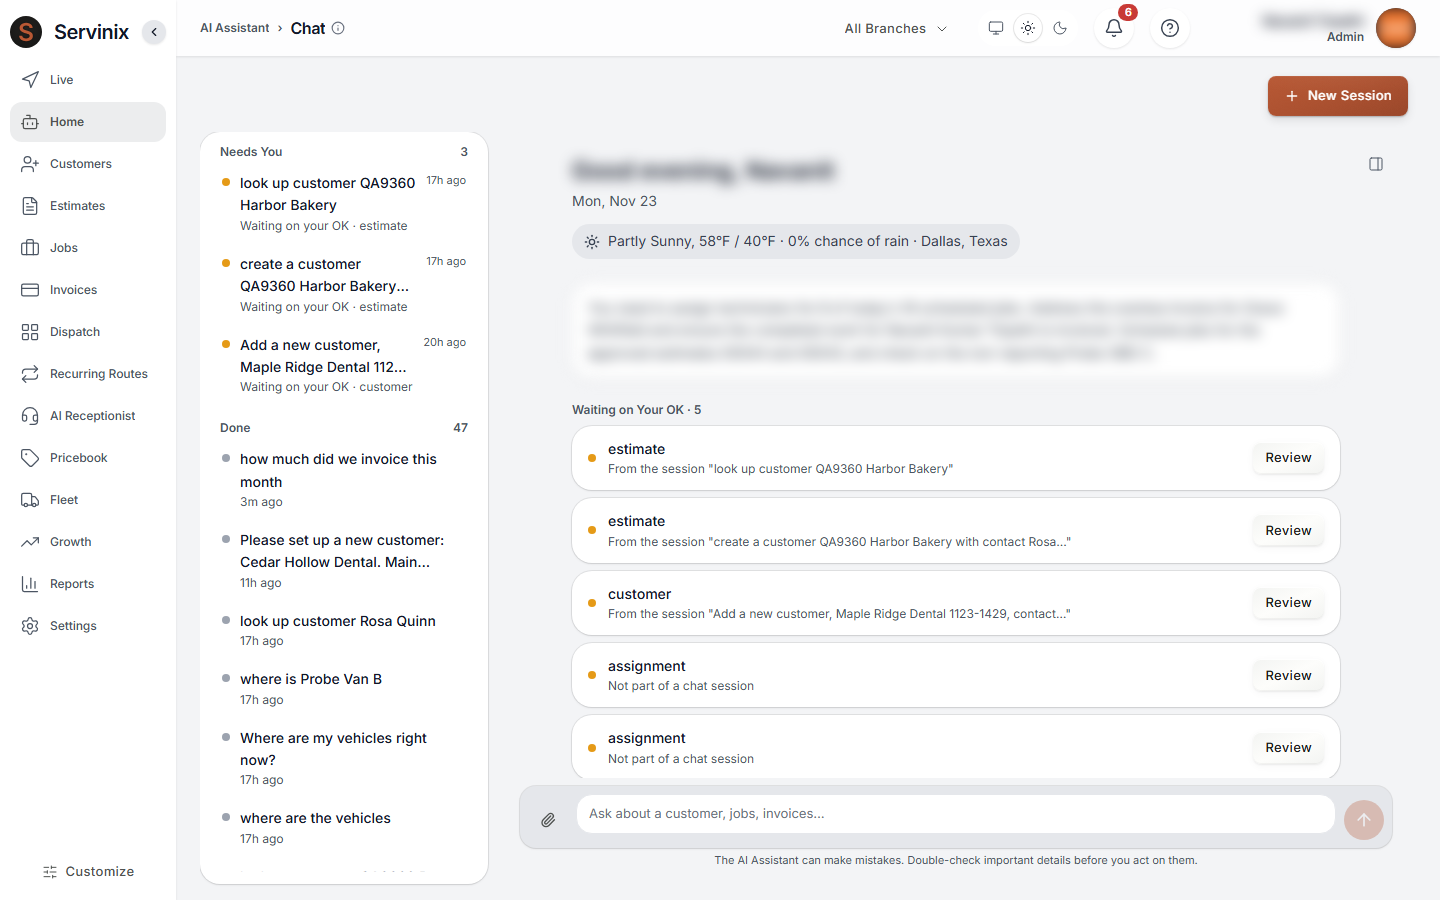 Servinix
Live
Home
Customers
Estimates
Jobs
Invoices
Dispatch
Recurring Routes
AI Receptionist
Pricebook
Fleet
Growth
Reports
Settings
Customize
AI Assistant › Chat
All Branches
6
Admin
+ New Session
Needs You 3
look up customer QA9360 17h ago
Harbor Bakery
Waiting on your OK · estimate
create a customer 17h ago
QA9360 Harbor Bakery...
Waiting on your OK · estimate
Add a new customer, 20h ago
Maple Ridge Dental 112...
Waiting on your OK · customer
Done 47
how much did we invoice this
month
3m ago
Please set up a new customer:
Cedar Hollow Dental. Main...
11h ago
look up customer Rosa Quinn
17h ago
where is Probe Van B
17h ago
Where are my vehicles right
now?
17h ago
where are the vehicles
17h ago
Mon, Nov 23
Partly Sunny, 58°F / 40°F · 0% chance of rain · Dallas, Texas
Waiting on Your OK · 5
estimate
From the session "look up customer QA9360 Harbor Bakery"
Review
estimate
From the session "create a customer QA9360 Harbor Bakery with contact Rosa..."
Review
customer
From the session "Add a new customer, Maple Ridge Dental 1123-1429, contact..."
Review
assignment
Not part of a chat session
Review
assignment
Not part of a chat session
Review
Ask about a customer, jobs, invoices...
The AI Assistant can make mistakes. Double-check important details before you act on them.